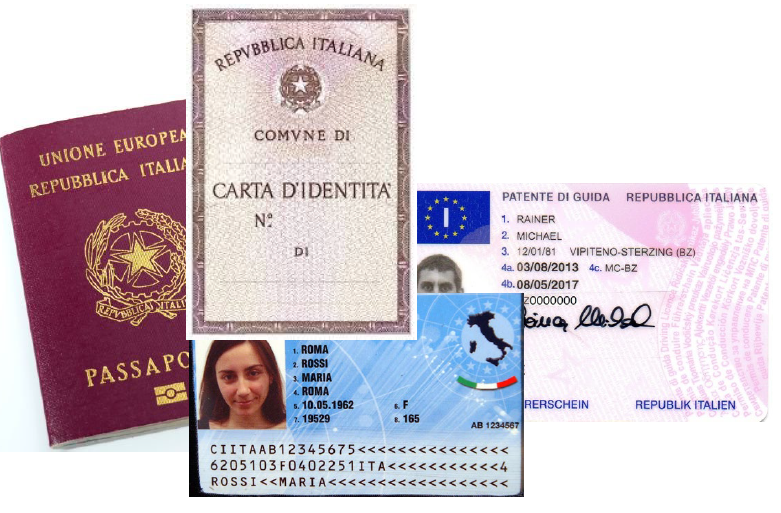 UNIONE EUROPEA
REPUBBLICA ITALIA
REPVBBLICA ITALIANA
PASSAPO
REPVBBLICA ITALIANA
COMVNE DI
CARTA D'IDENTITA'
N.º
DI
I
PATENTE DI GUIDA REPUBBLICA ITALIANA
1. RAINER
2. MICHAEL
3. 12/01/81 VIPITENO-STERZING (BZ)
4a. 03/08/2013 4c. MC-BZ
4b. 08/05/2017
Z0000000
RERSCHEIN REPUBLIK ITALIEN
1. ROMA
2. ROSSI
3. MARIA
4. ROMA
5. 10.05.1962 6. F
7. 19529 8. 165
AB 1234567
CIITAAB12345675<<<<<<<<<<<<<<<
6205103F0402251ITA<<<<<<<<<<<4
ROSSI<<MARIA<<<<<<<<<<<<<<<<<<